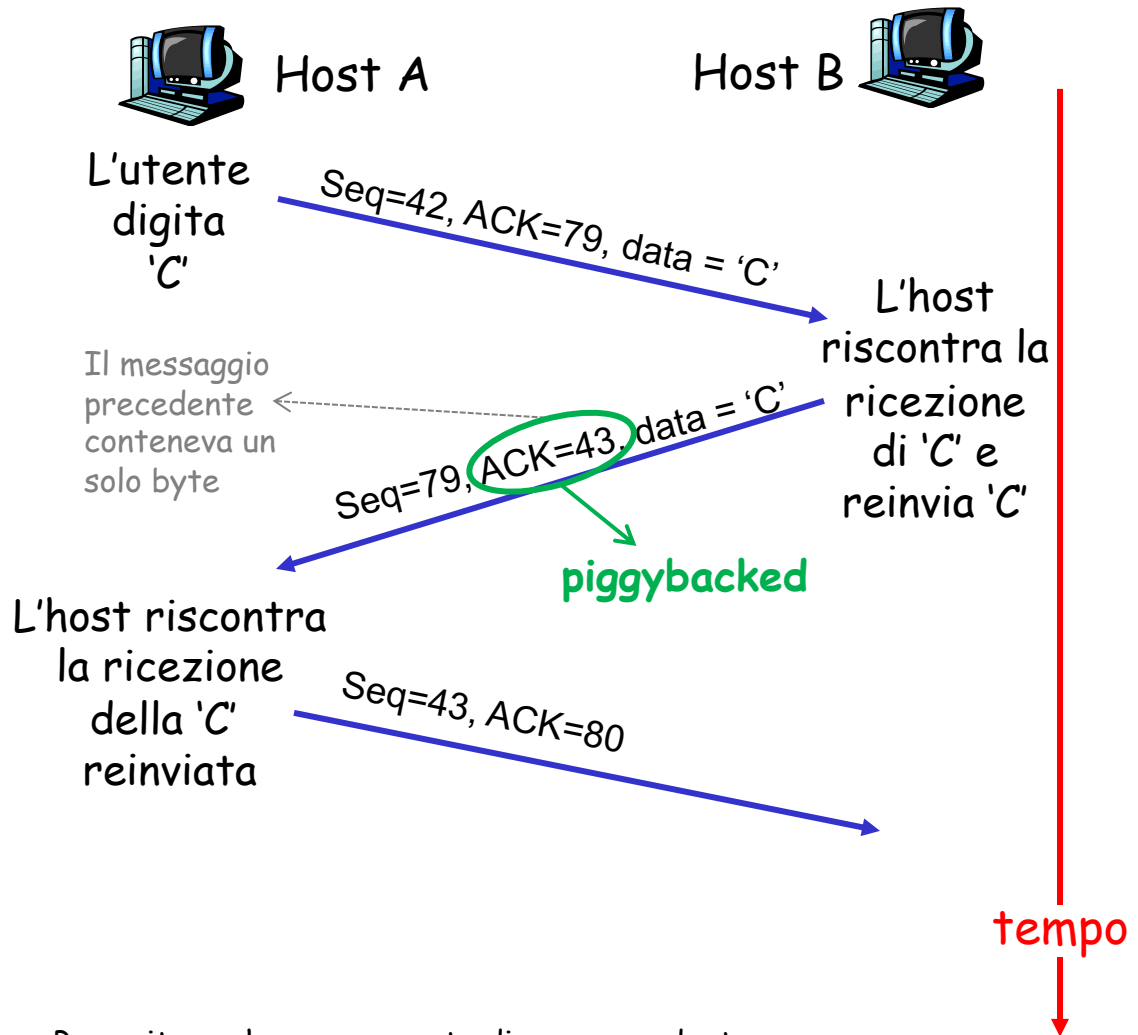 Host A
Host B
L'utente
digita
'C'
Seq=42, ACK=79, data = 'C'
L'host
riscontra la
ricezione
di 'C' e
reinvia 'C'
Il messaggio
precedente
conteneva un
solo byte
Seq=79, ACK=43, data = 'C'
piggybacked
L'host riscontra
la ricezione
della 'C'
reinviata
Seq=43, ACK=80
tempo